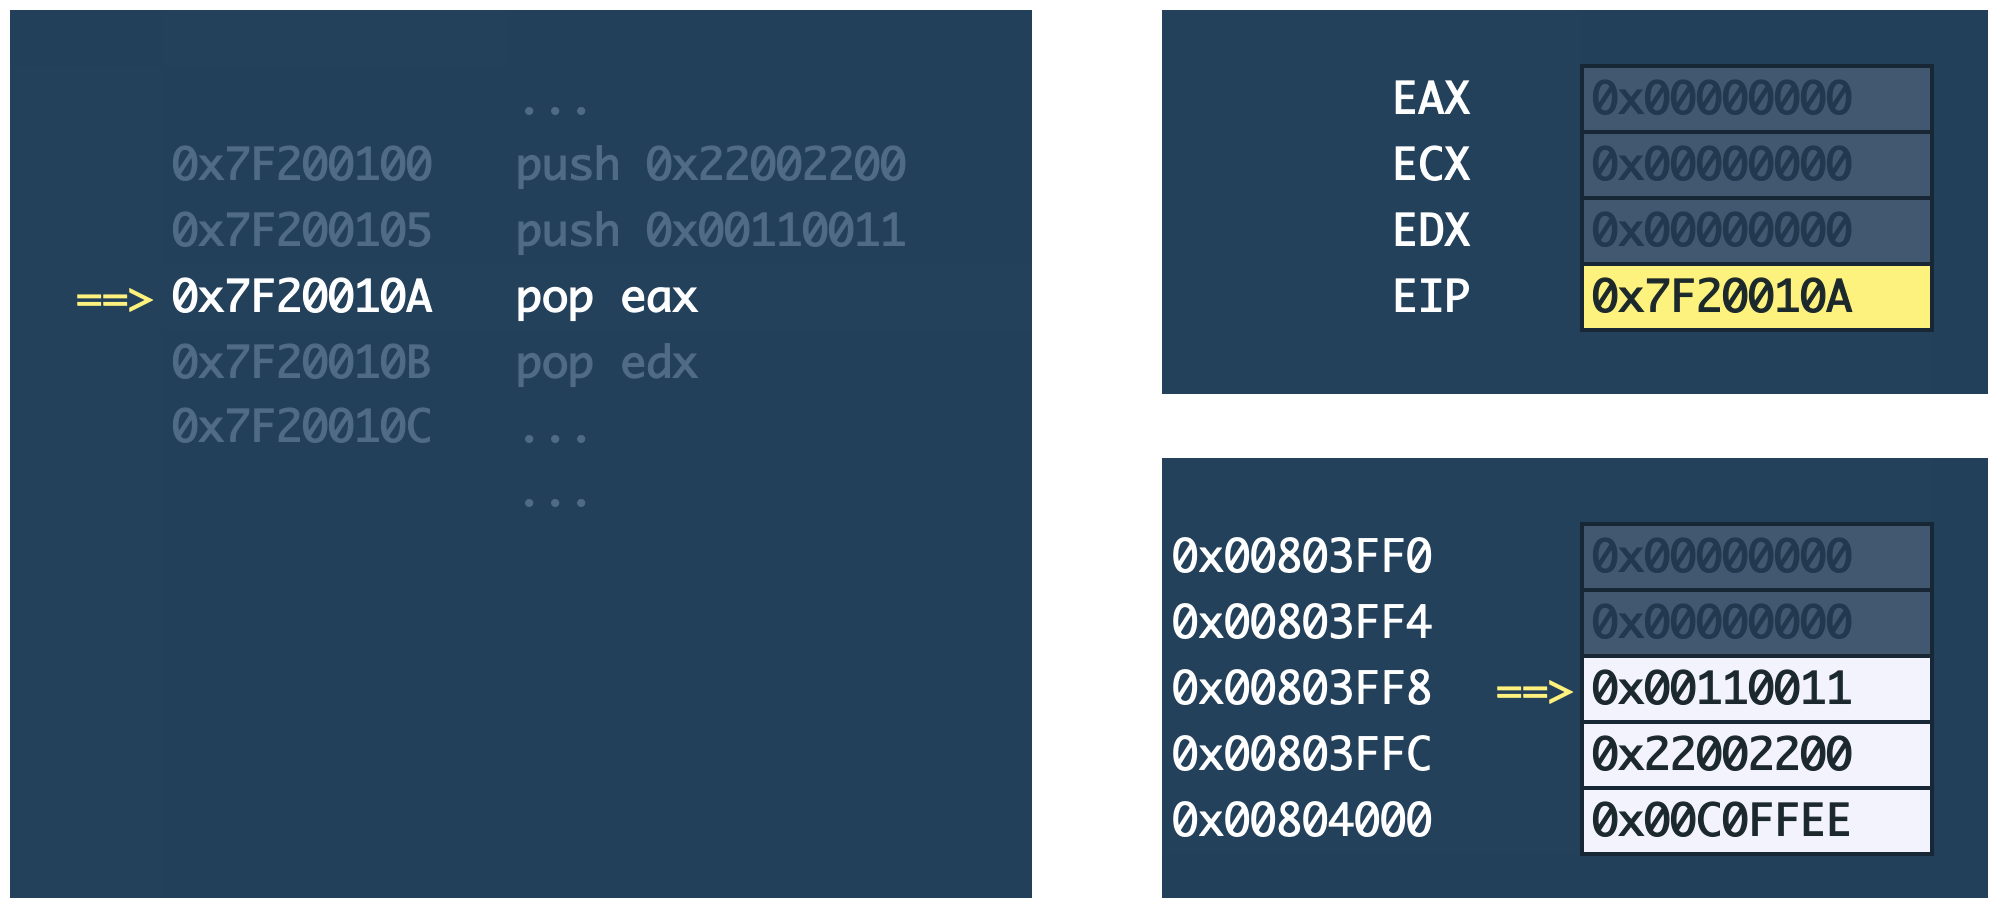 ...
0x7F200100 push 0x22002200
0x7F200105 push 0x00110011
==> 0x7F20010A pop eax
0x7F20010B pop edx
0x7F20010C ...
...
EAX 0x00000000
ECX 0x00000000
EDX 0x00000000
EIP 0x7F20010A
0x00803FF0 0x00000000
0x00803FF4 0x00000000
0x00803FF8 ==> 0x00110011
0x00803FFC 0x22002200
0x00804000 0x00C0FFEE